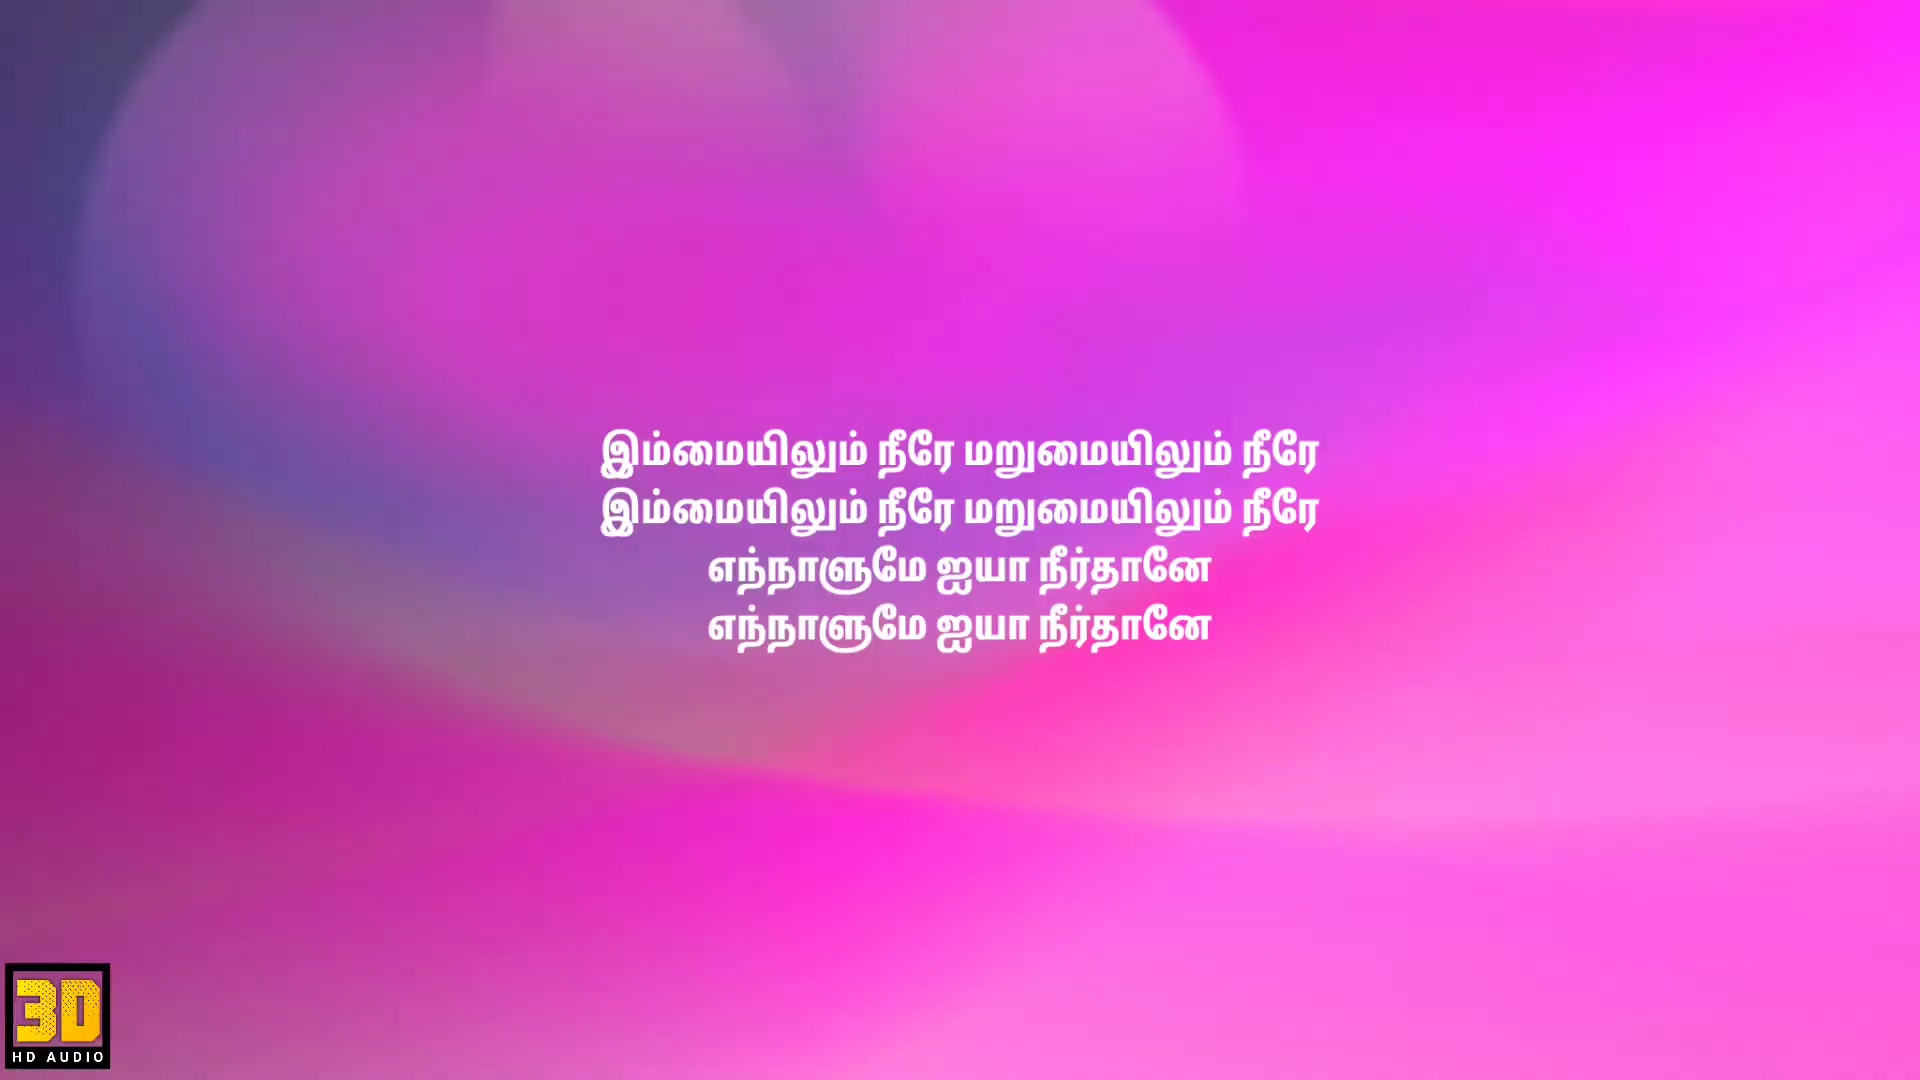 இம்மையிலும் நீரே மறுமையிலும் நீரே
இம்மையிலும் நீரே மறுமையிலும் நீரே
எந்நாளுமே ஐயா நீர்தானே
எந்நாளுமே ஐயா நீர்தானே
3D
HD AUDIO